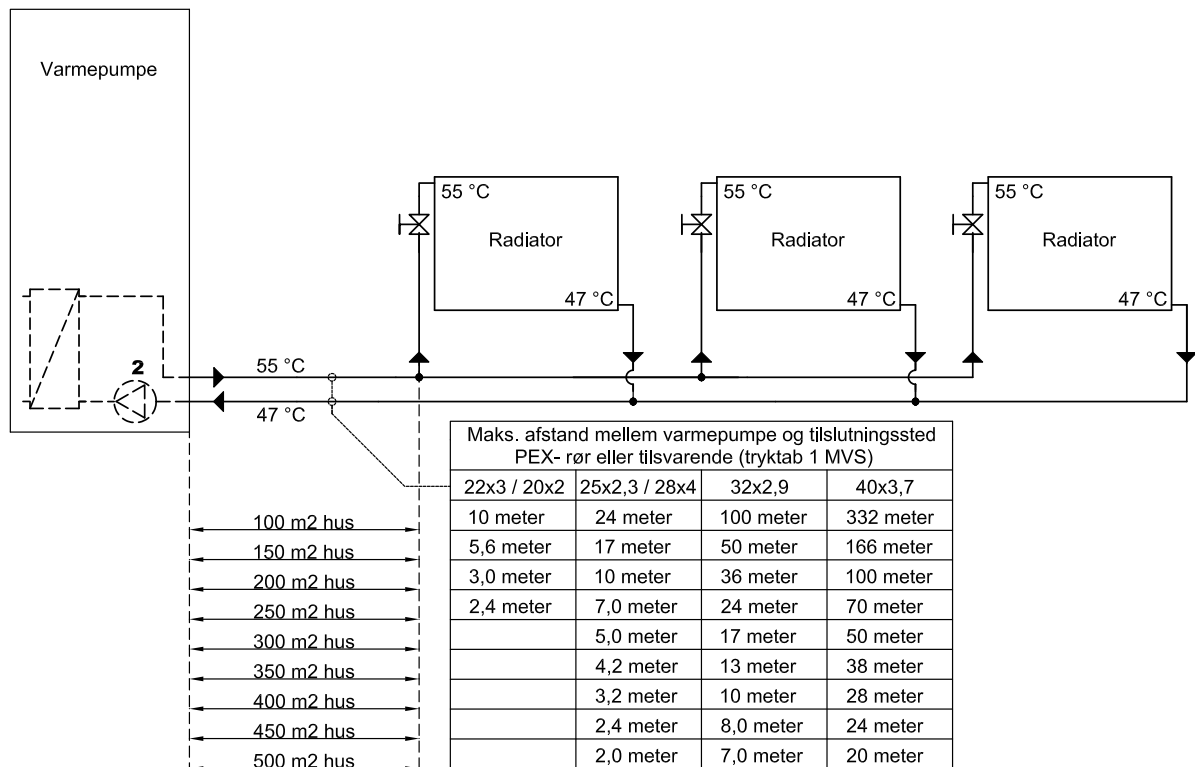 Varmepumpe
55 °C
Radiator
47 °C
55 °C
Radiator
47 °C
55 °C
Radiator
47 °C
2
55 °C
47 °C
Maks. afstand mellem varmepumpe og tilslutningssted
PEX- rør eller tilsvarende (tryktab 1 MVS)
22x3 / 20x2 25x2,3 / 28x4 32x2,9 40x3,7
100 m2 hus 10 meter 24 meter 100 meter 332 meter
150 m2 hus 5,6 meter 17 meter 50 meter 166 meter
200 m2 hus 3,0 meter 10 meter 36 meter 100 meter
250 m2 hus 2,4 meter 7,0 meter 24 meter 70 meter
300 m2 hus 5,0 meter 17 meter 50 meter
350 m2 hus 4,2 meter 13 meter 38 meter
400 m2 hus 3,2 meter 10 meter 28 meter
450 m2 hus 2,4 meter 8,0 meter 24 meter
500 m2 hus 2,0 meter 7,0 meter 20 meter